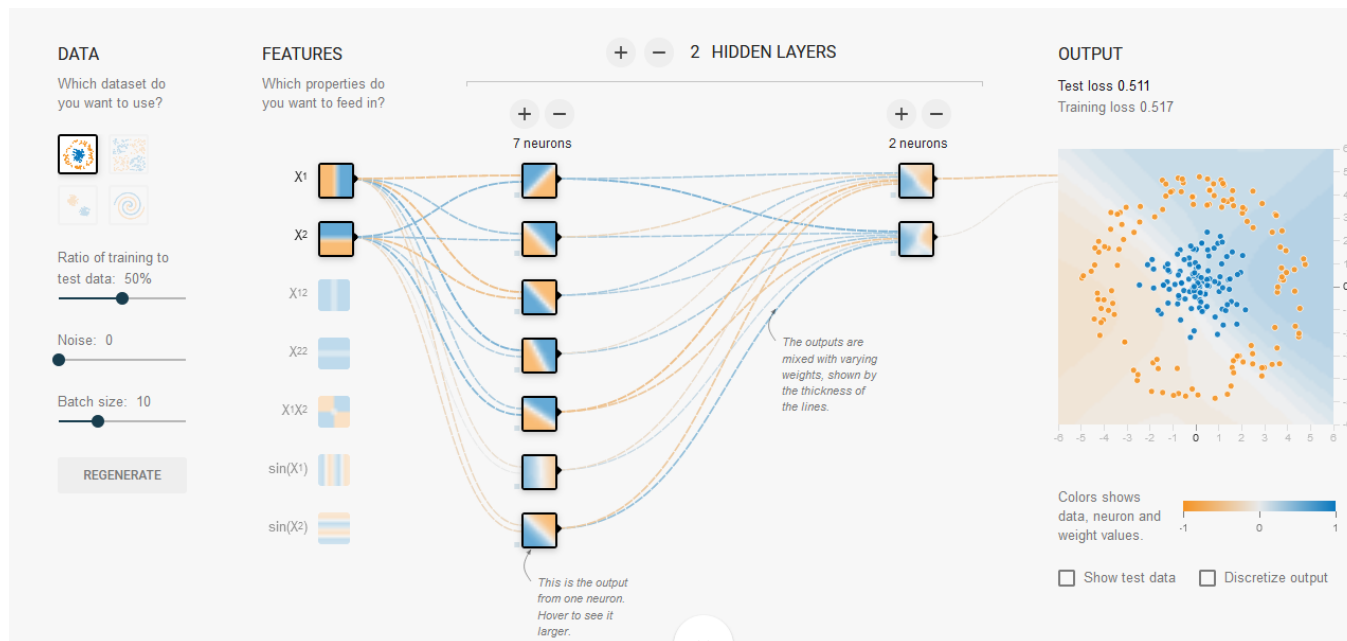 DATA
Which dataset do
you want to use?
Ratio of training to
test data: 50%
Noise: 0
Batch size: 10
REGENERATE
FEATURES
Which properties do
you want to feed in?
X1
X2
X12
X22
X1X2
sin(X1)
sin(X2)
+ − 2 HIDDEN LAYERS
+ −
7 neurons
This is the output
from one neuron.
Hover to see it
larger.
+ −
2 neurons
The outputs are
mixed with varying
weights, shown by
the thickness of
the lines.
OUTPUT
Test loss 0.511
Training loss 0.517
-6 -5 -4 -3 -2 -1 0 1 2 3 4 5 6
Colors shows
data, neuron and
weight values.
-1 0 1
Show test data
Discretize output